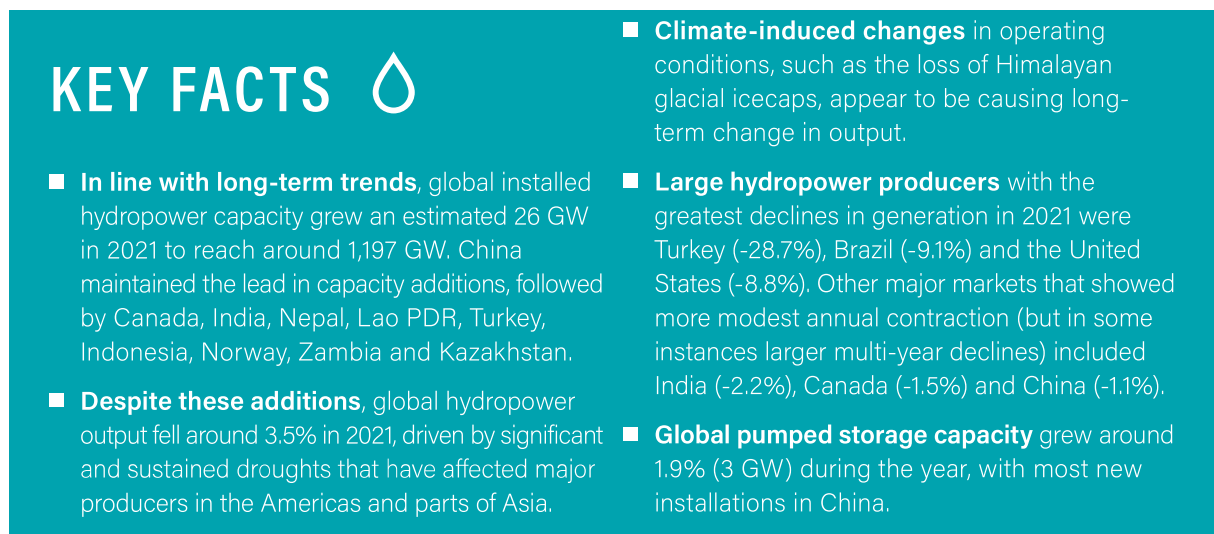 KEY FACTS
■ In line with long-term trends, global installed
hydropower capacity grew an estimated 26 GW
in 2021 to reach around 1,197 GW. China
maintained the lead in capacity additions, followed
by Canada, India, Nepal, Lao PDR, Turkey,
Indonesia, Norway, Zambia and Kazakhstan.
■ Despite these additions, global hydropower
output fell around 3.5% in 2021, driven by significant
and sustained droughts that have affected major
producers in the Americas and parts of Asia.
■ Climate-induced changes in operating
conditions, such as the loss of Himalayan
glacial icecaps, appear to be causing long-
term change in output.
■ Large hydropower producers with the
greatest declines in generation in 2021 were
Turkey (-28.7%), Brazil (-9.1%) and the United
States (-8.8%). Other major markets that showed
more modest annual contraction (but in some
instances larger multi-year declines) included
India (-2.2%), Canada (-1.5%) and China (-1.1%).
■ Global pumped storage capacity grew around
1.9% (3 GW) during the year, with most new
installations in China.